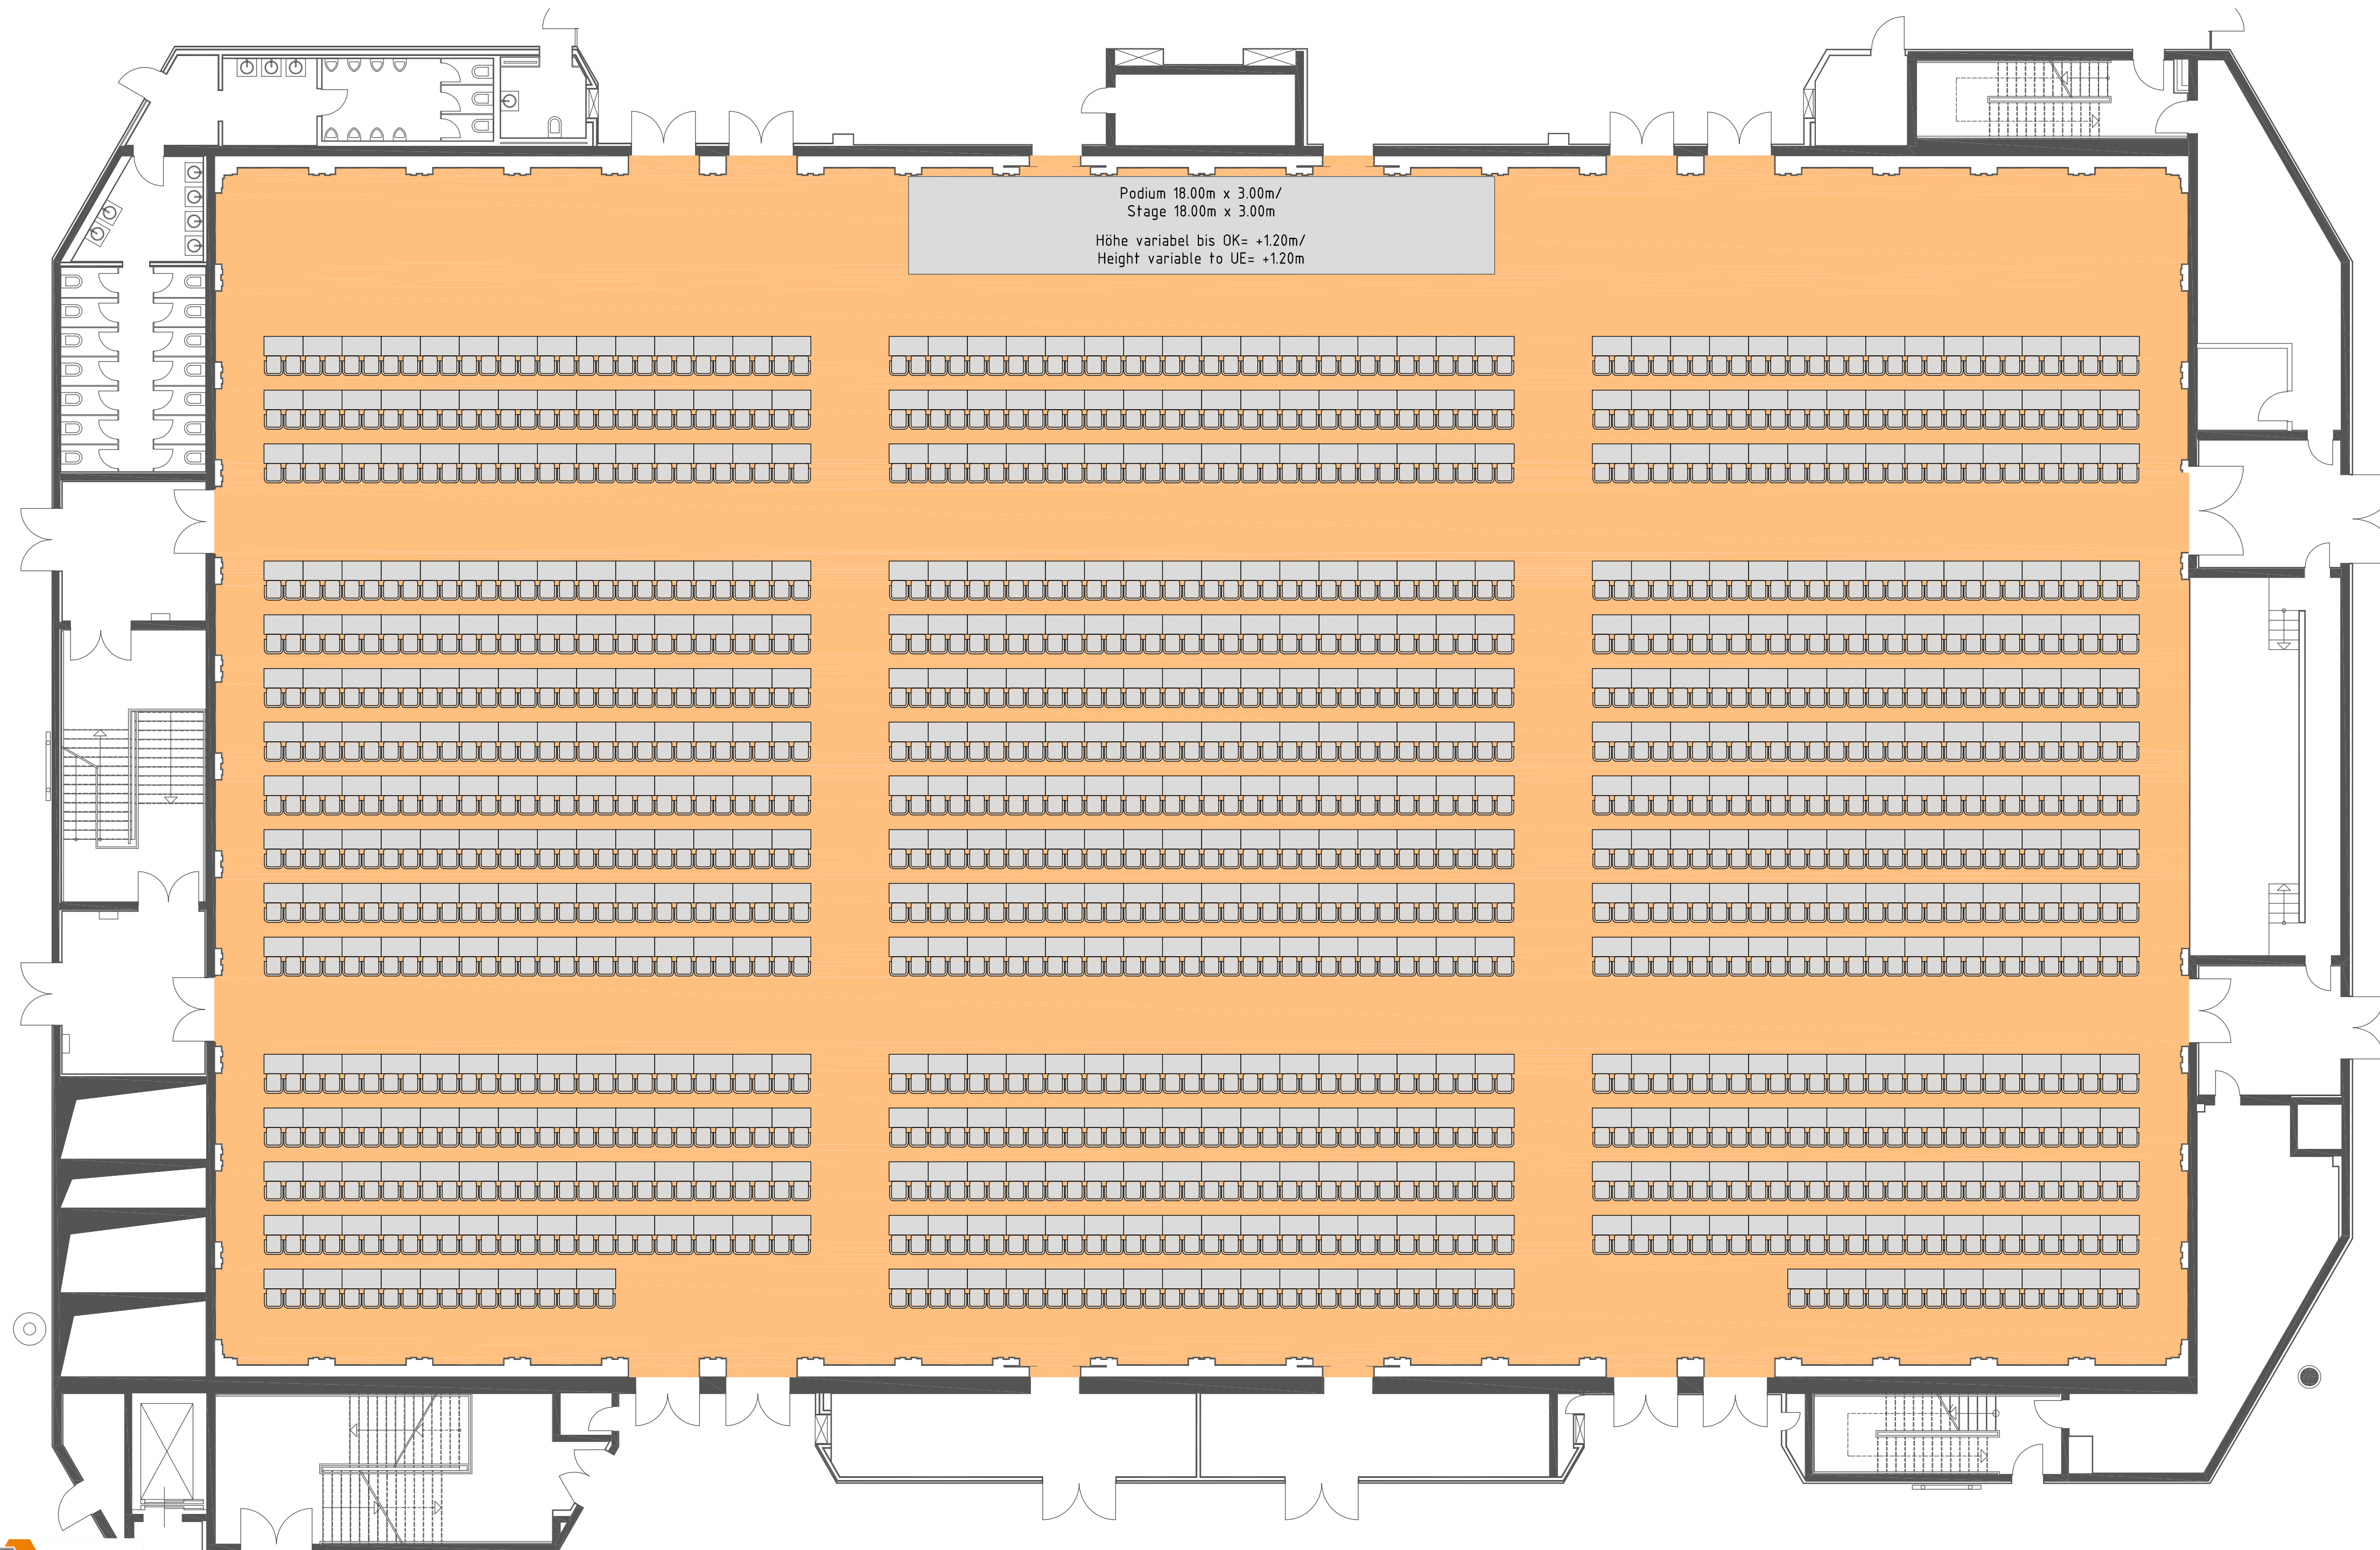 Podium 18.00m x 3.00m/
Stage 18.00m x 3.00m
Höhe variabel bis OK= +1.20m/
Height variable to UE= +1.20m